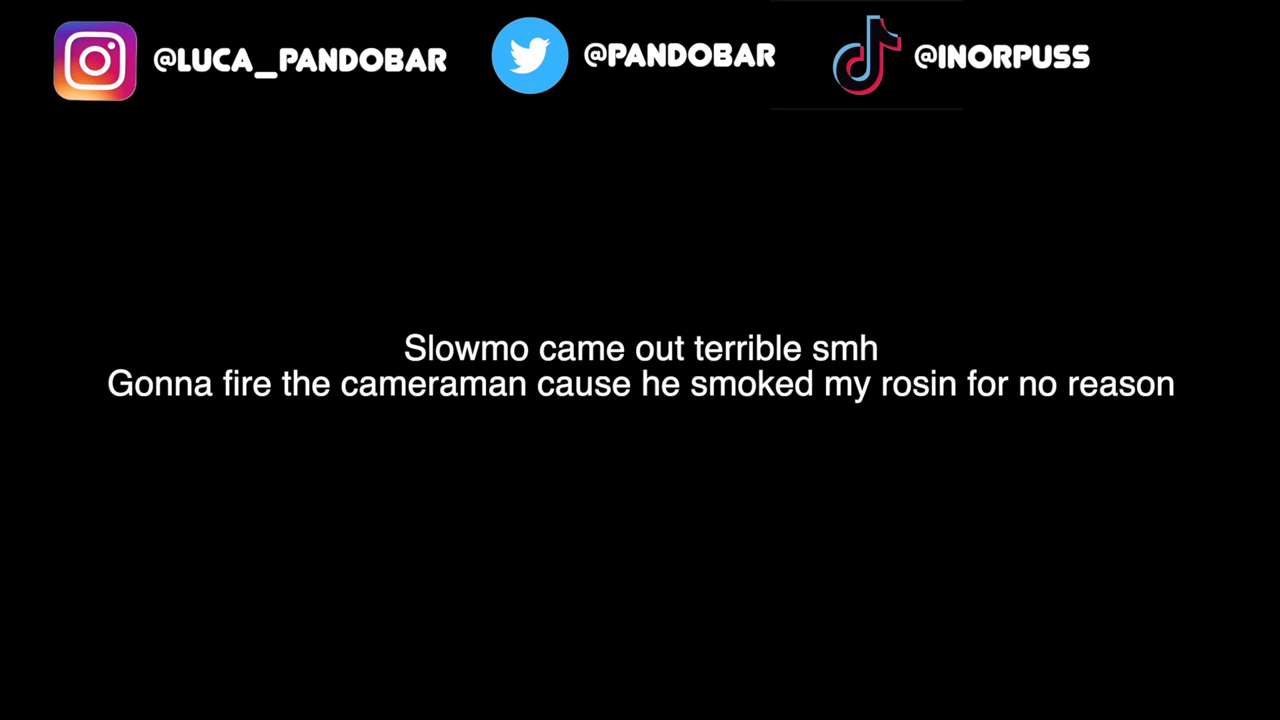 @LUCA_PANDOBAR @PANDOBAR @INORPUSS
Slowmo came out terrible smh
Gonna fire the cameraman cause he smoked my rosin for no reason